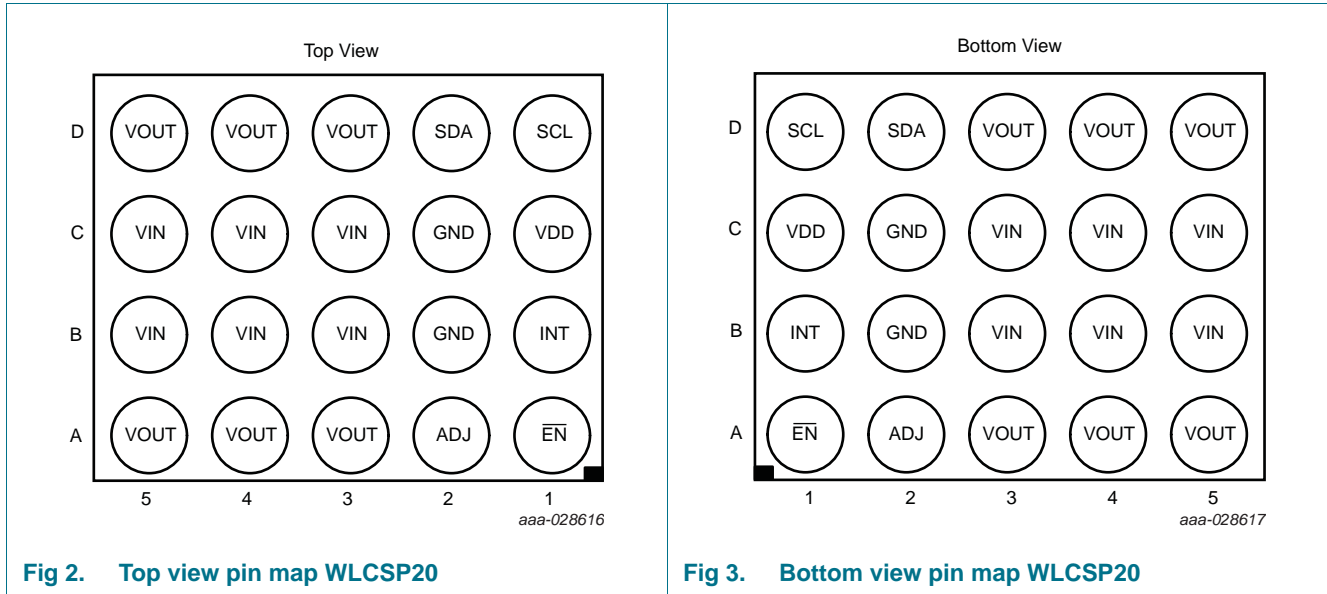 Top View
D VOUT VOUT VOUT SDA SCL
C VIN VIN VIN GND VDD
B VIN VIN VIN GND INT
A VOUT VOUT VOUT ADJ E̅N̅
5 4 3 2 1
aaa-028616
Fig 2. Top view pin map WLCSP20
Bottom View
D SCL SDA VOUT VOUT VOUT
C VDD GND VIN VIN VIN
B INT GND VIN VIN VIN
A E̅N̅ ADJ VOUT VOUT VOUT
1 2 3 4 5
aaa-028617
Fig 3. Bottom view pin map WLCSP20